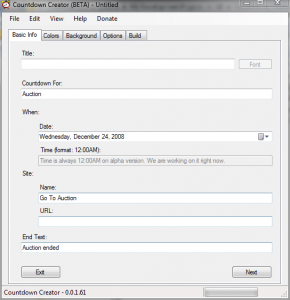 Countdown Creator (BETA) - Untitled
File Edit View Help Donate
Basic Info Colors Background Options Build
Title:
Font
Countdown For:
Auction
When:
Date:
Wednesday, December 24, 2008
Time (format: 12:00AM):
Time is always 12:00AM on alpha version. We are working on it right now.
Site:
Name:
Go To Auction
URL:
End Text:
Auction ended
Exit Next
Countdown Creator - 0.0.1.61